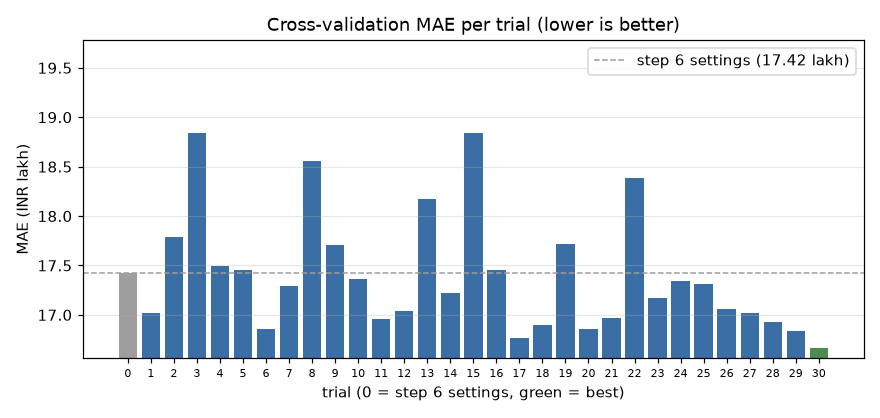 Cross-validation MAE per trial (lower is better)
step 6 settings (17.42 lakh)
MAE (INR lakh)
19.5
19.0
18.5
18.0
17.5
17.0
0 1 2 3 4 5 6 7 8 9 10 11 12 13 14 15 16 17 18 19 20 21 22 23 24 25 26 27 28 29 30
trial (0 = step 6 settings, green = best)